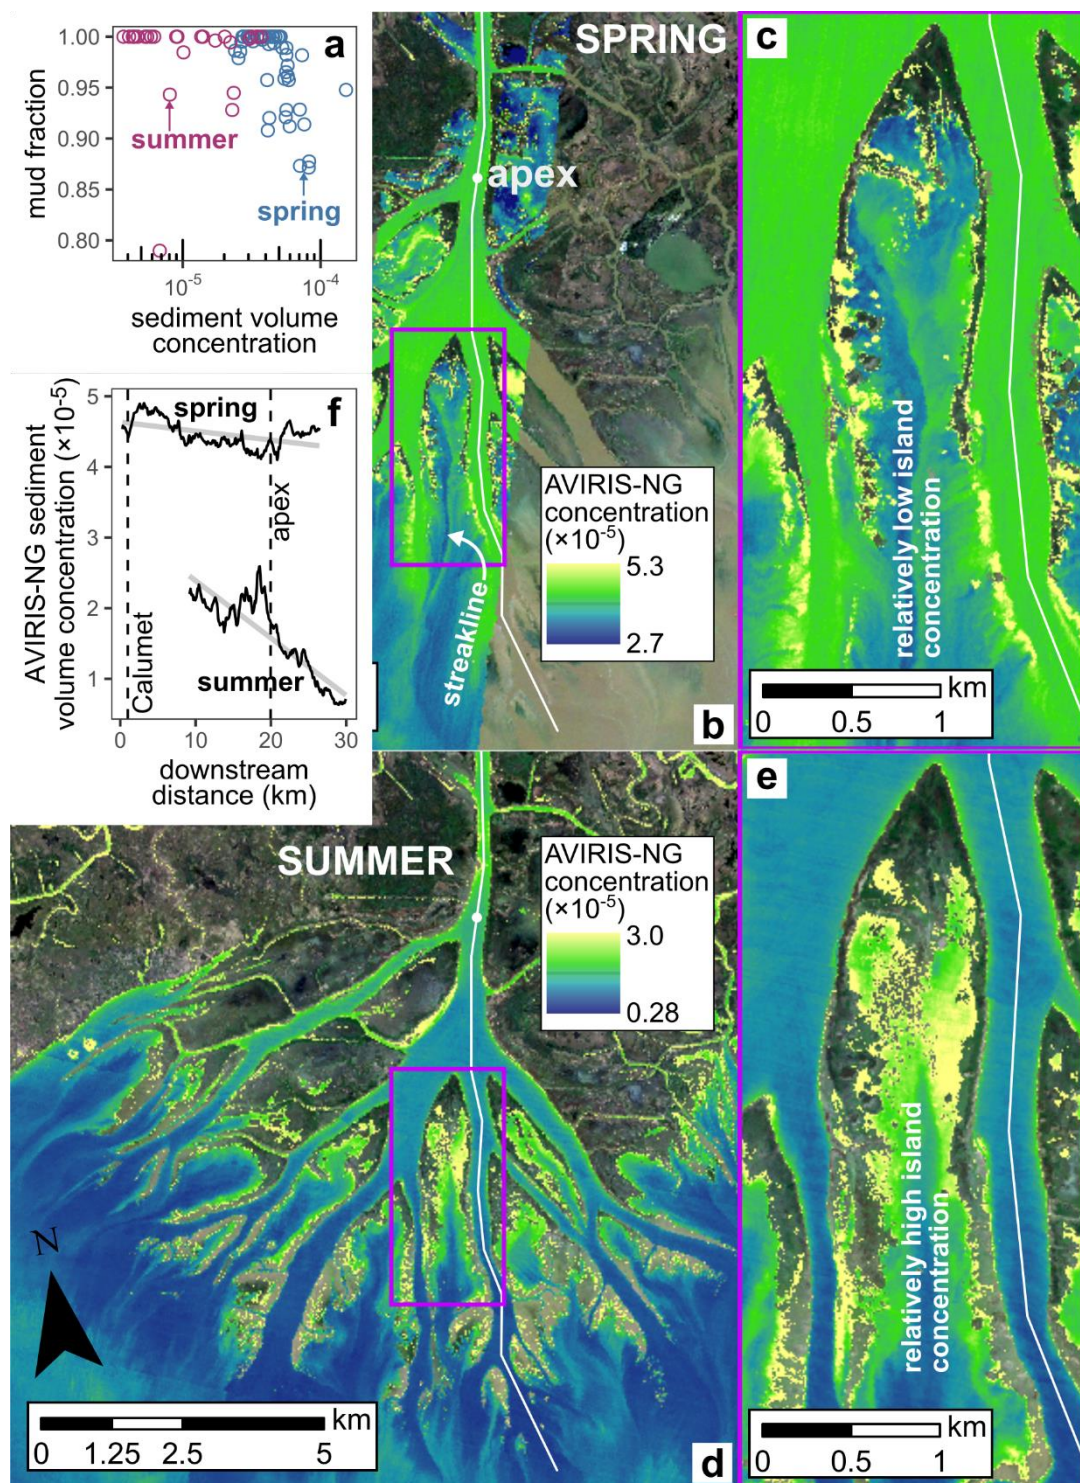 a
1.00
0.95
0.90
0.85
0.80
mud fraction
summer
spring
10-5
10-4
sediment volume
concentration
f
5
4
3
2
1
AVIRIS-NG sediment
volume concentration (×10-5)
spring
summer
Calumet
apex
0
10
20
30
downstream
distance (km)
SPRING
apex
AVIRIS-NG
concentration
(×10-5)
5.3
2.7
streakline
b
c
relatively low island
concentration
km
0
0.5
1
SUMMER
AVIRIS-NG
concentration
(×10-5)
3.0
0.28
N
km
0
1.25
2.5
5
d
e
relatively high island
concentration
km
0
0.5
1